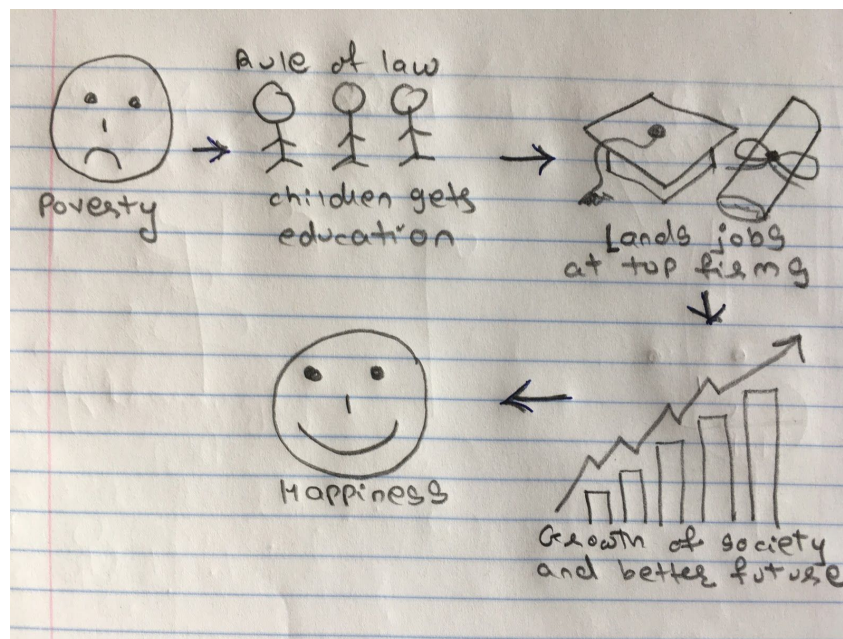 Rule of law
Poverty
children gets
education
Lands jobs
at top firms
Happiness
Growth of society
and better future